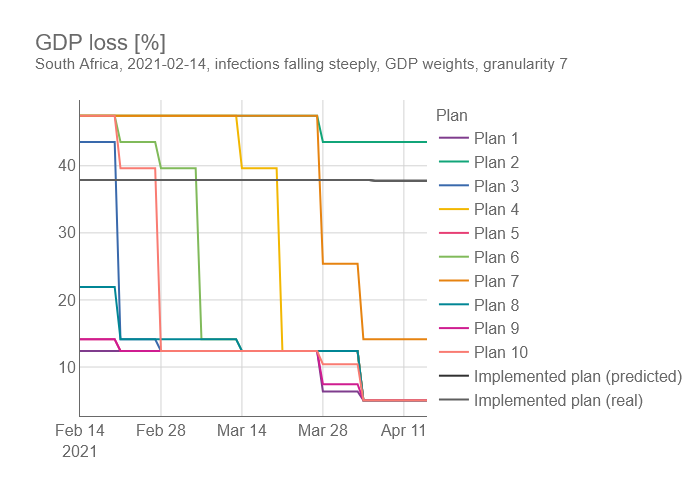 GDP loss [%]
South Africa, 2021-02-14, infections falling steeply, GDP weights, granularity 7
Plan
Plan 1
Plan 2
Plan 3
Plan 4
Plan 5
Plan 6
Plan 7
Plan 8
Plan 9
Plan 10
Implemented plan (predicted)
Implemented plan (real)
40
30
20
10
Feb 14 Feb 28 Mar 14 Mar 28 Apr 11
2021